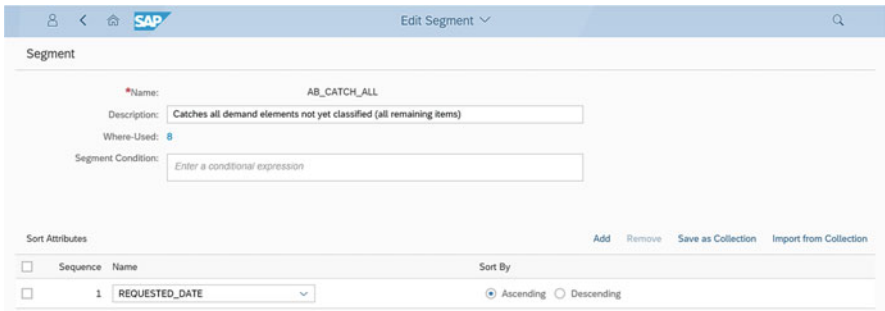 SAP
Edit Segment
Segment
*Name: AB_CATCH_ALL
Description: Catches all demand elements not yet classified (all remaining items)
Where-Used: 8
Segment Condition: Enter a conditional expression
Sort Attributes Add Remove Save as Collection Import from Collection
Sequence Name Sort By
1 REQUESTED_DATE Ascending Descending